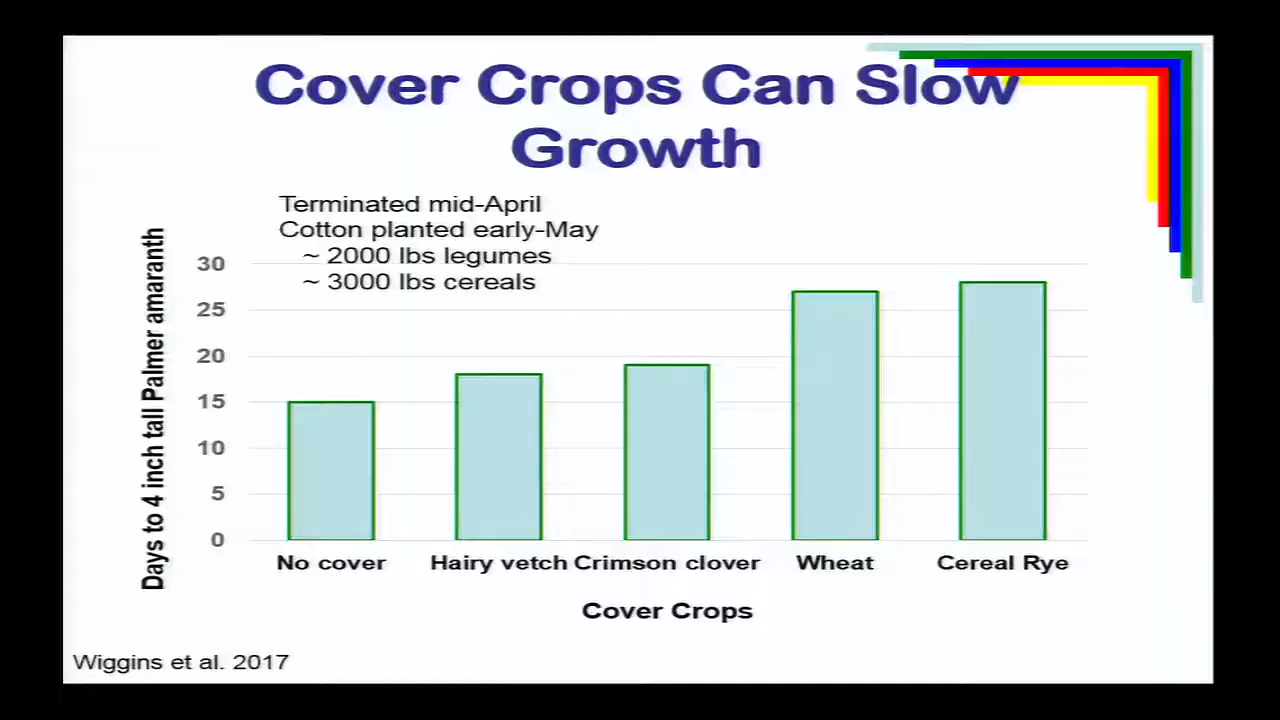 Cover Crops Can Slow
Growth
Terminated mid-April
Cotton planted early-May
~ 2000 lbs legumes
~ 3000 lbs cereals
Days to 4 inch tall Palmer amaranth
30
25
20
15
10
5
0
No cover Hairy vetch Crimson clover Wheat Cereal Rye
Cover Crops
Wiggins et al. 2017